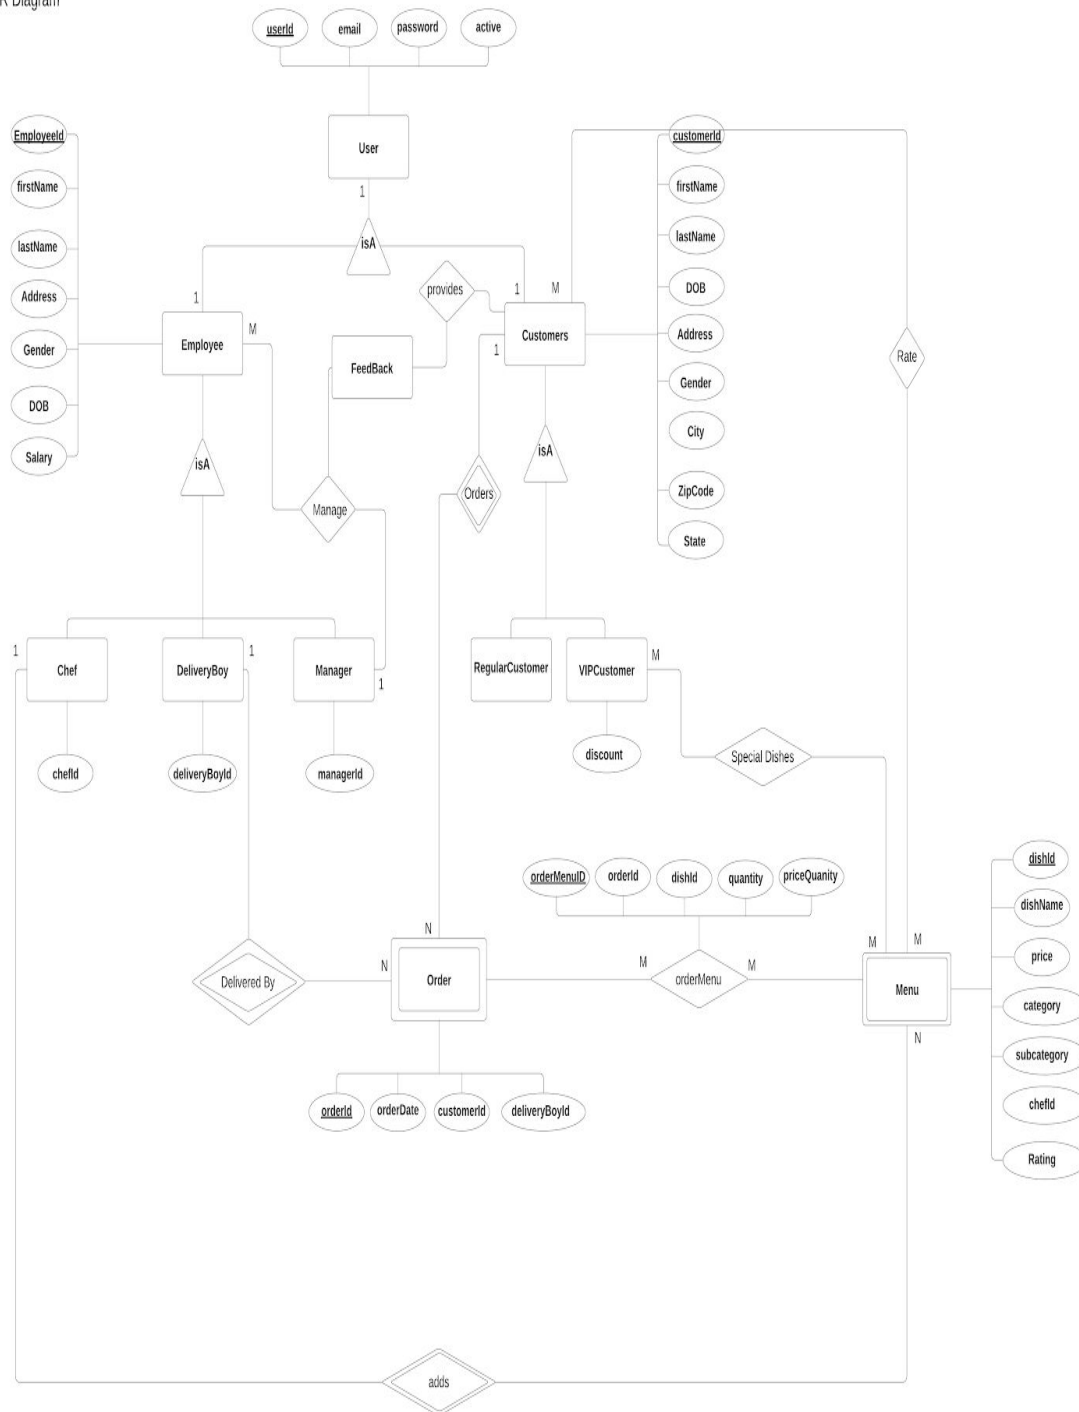 R Diagram
userId email password active
User
1
isA
EmployeeId
firstName
lastName
Address
Gender
DOB
Salary
1
Employee
M
isA
provides
FeedBack
Manage
1
M
Customers
1
Orders
isA
customerId
firstName
lastName
DOB
Address
Gender
City
ZipCode
State
Rate
1
Chef
DeliveryBoy
1
Manager
1
chefId
deliveryBoyId
managerId
RegularCustomer
VIPCustomer
M
discount
Special Dishes
orderMenuID orderId dishId quantity priceQuanity
N
Delivered By
N
Order
M
orderMenu
M
M
M
Menu
N
dishId
dishName
price
category
subcategory
chefId
Rating
orderId orderDate customerId deliveryBoyId
adds